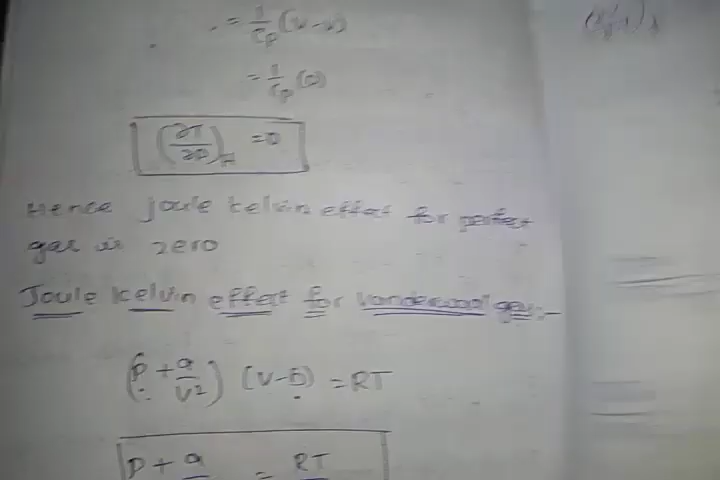 = 1/Cp (V-V)
= 1/Cp (0)
(∂T/∂P)H = 0
Hence Joule Kelvin effect for perfect
gas is zero
Joule Kelvin effect for vanderwaal gas:-
(P + a/V²) (V-b) = RT
P + a = RT